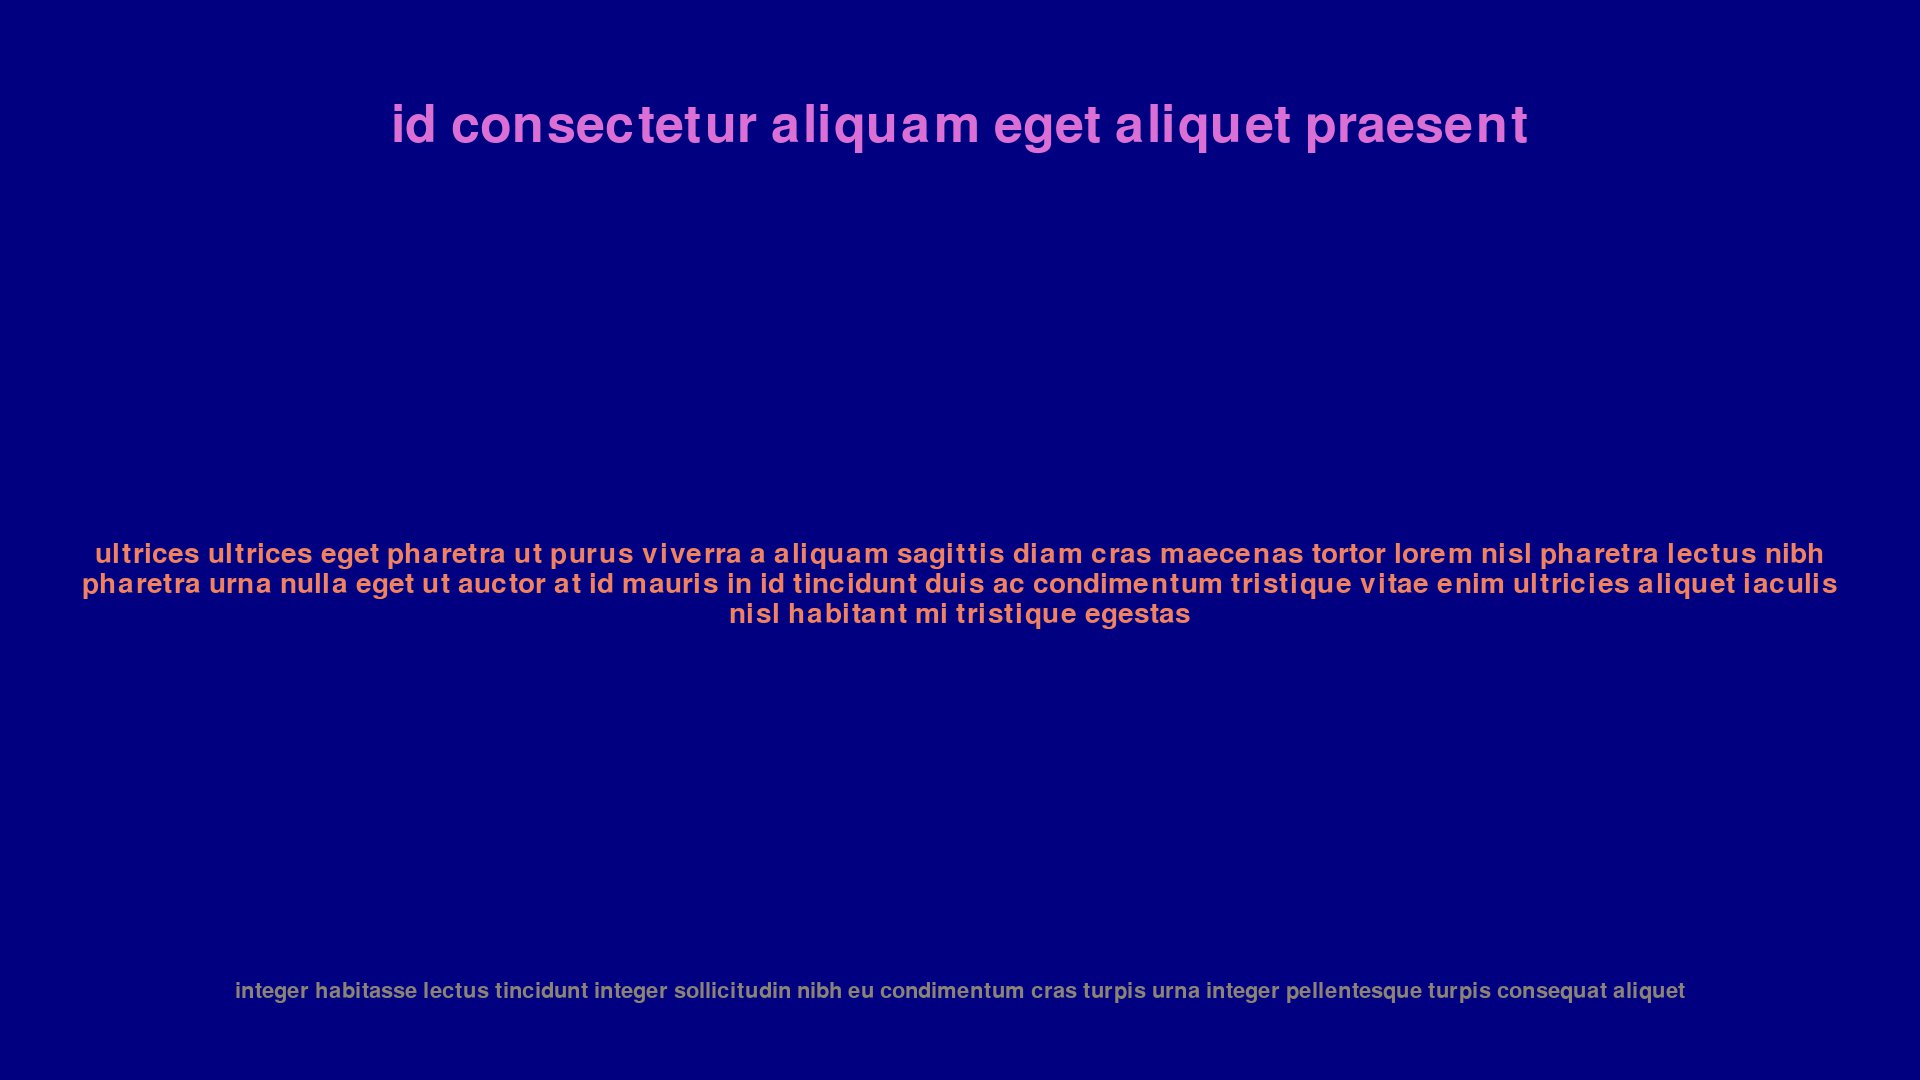 id consectetur aliquam eget aliquet praesent
ultrices ultrices eget pharetra ut purus viverra a aliquam sagittis diam cras maecenas tortor lorem nisl pharetra lectus nibh
pharetra urna nulla eget ut auctor at id mauris in id tincidunt duis ac condimentum tristique vitae enim ultricies aliquet iaculis
nisl habitant mi tristique egestas
integer habitasse lectus tincidunt integer sollicitudin nibh eu condimentum cras turpis urna integer pellentesque turpis consequat aliquet